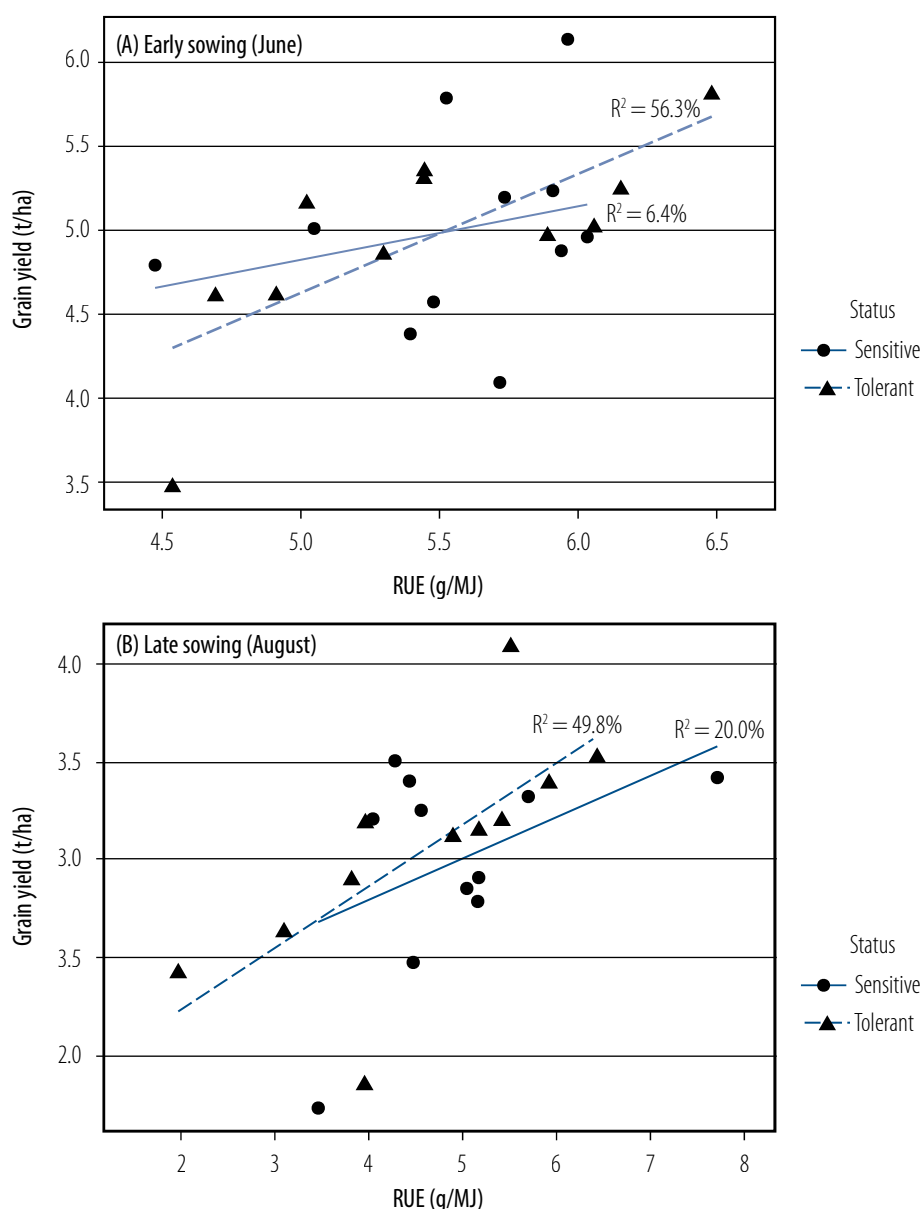 (A) Early sowing (June)
6.0
R² = 56.3%
5.5
R² = 6.4%
5.0
4.5
4.0
3.5
Grain yield (t/ha)
Status
Sensitive
Tolerant
4.5 5.0 5.5 6.0 6.5
RUE (g/MJ)
(B) Late sowing (August)
4.0
R² = 49.8% R² = 20.0%
3.5
3.0
3.5
2.0
Grain yield (t/ha)
Status
Sensitive
Tolerant
2 3 4 5 6 7 8
RUE (g/MJ)